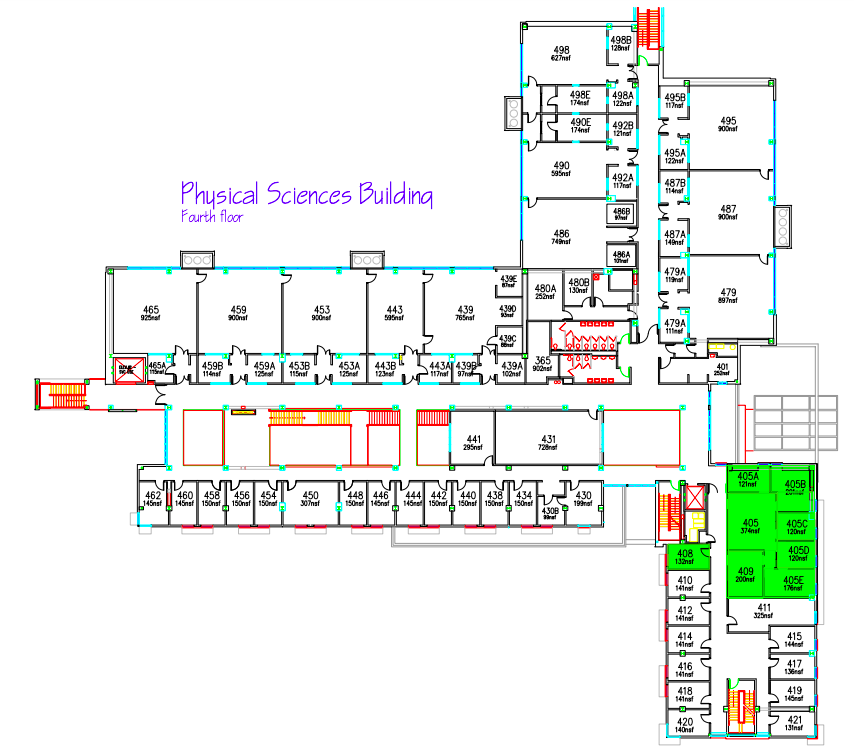 498
627nsf
498B
128nsf
498E
174nsf
498A
122nsf
490E
174nsf
492B
121nsf
490
595nsf
492A
117nsf
486
749nsf
486B
97nsf
486A
101nsf
495B
117nsf
495
900nsf
495A
122nsf
487B
114nsf
487
900nsf
487A
149nsf
479A
119nsf
479
897nsf
479A
111nsf
Physical Sciences Building
Fourth floor
465
925nsf
459
900nsf
453
900nsf
443
595nsf
439
765nsf
439E
87nsf
439D
439C
480A
252nsf
480B
130nsf
465A
115nsf
459B
114nsf
459A
125nsf
453B
115nsf
453A
125nsf
443B
123nsf
443A
117nsf
439B
97nsf
439A
102nsf
365
902nsf
401
252nsf
441
295nsf
431
728nsf
462
145nsf
460
145nsf
458
150nsf
456
150nsf
454
150nsf
450
307nsf
448
150nsf
446
145nsf
444
145nsf
442
150nsf
440
150nsf
438
150nsf
434
150nsf
430B
99nsf
430
199nsf
405A
121nsf
405B
405
374nsf
405C
120nsf
405D
120nsf
409
200nsf
405E
176nsf
408
132nsf
410
141nsf
411
325nsf
412
141nsf
414
141nsf
415
144nsf
416
141nsf
417
136nsf
418
141nsf
419
145nsf
420
140nsf
421
131nsf